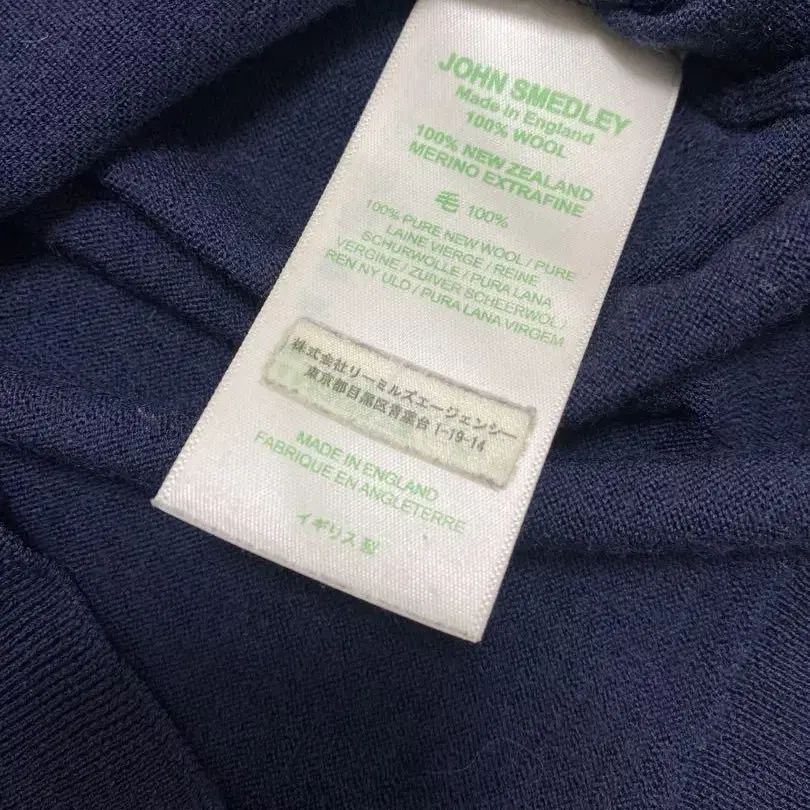 JOHN SMEDLEY
Made in England
100% WOOL
100% NEW ZEALAND
MERINO EXTRAFINE
毛 100%
100% PURE NEW WOOL / PURE
LAINE VIERGE / REINE
SCHURWOLLE / PURA LANA
VERGINE / ZUIVER SCHEERWOL /
REN NY ULD / PURA LANA VIRGEM
株式会社リーミルズエージェンシー
東京都目黒区青葉台1-19-14
MADE IN ENGLAND
FABRIQUE EN ANGLETERRE
イギリス製